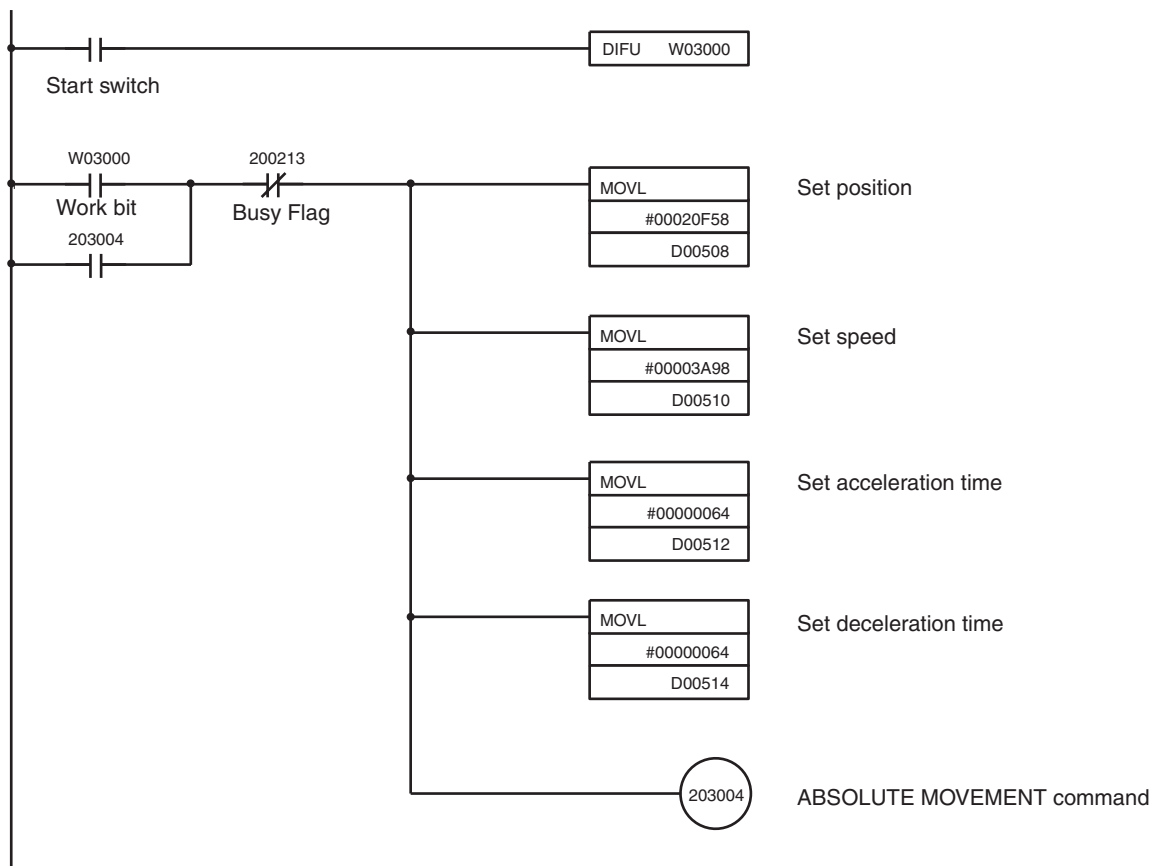 DIFU W03000
Start switch
W03000
200213
Work bit
Busy Flag
203004
MOVL
#00020F58
D00508
Set position
MOVL
#00003A98
D00510
Set speed
MOVL
#00000064
D00512
Set acceleration time
MOVL
#00000064
D00514
Set deceleration time
203004
ABSOLUTE MOVEMENT command